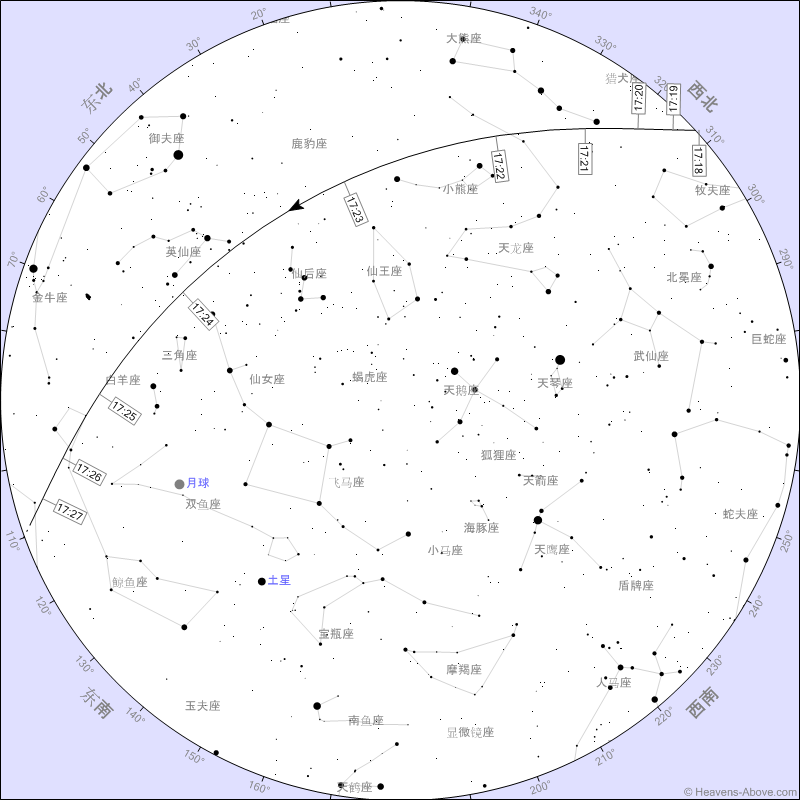 20°
座
340°
大熊座
330°
30°
猎犬座
320°
东北
40°
西北
17:20
17:19
50°
御夫座
鹿豹座
310°
17:22
17:21
17:18
60°
17:23
小熊座
牧夫座
300°
70°
英仙座
天龙座
290°
仙后座
仙王座
北冕座
金牛座
17:24
巨蛇座
三角座
武仙座
白羊座
仙女座
蝎虎座
天鹅座
天琴座
17:25
狐狸座
17:26
月球
飞马座
天箭座
双鱼座
17:27
海豚座
蛇夫座
110°
小马座
天鹰座
250°
鲸鱼座
土星
盾牌座
120°
240°
宝瓶座
130°
摩羯座
230°
人马座
东南
140°
玉夫座
南鱼座
显微镜座
220°
西南
150°
210°
160°
天鹤座
200°
© Heavens-Above.com